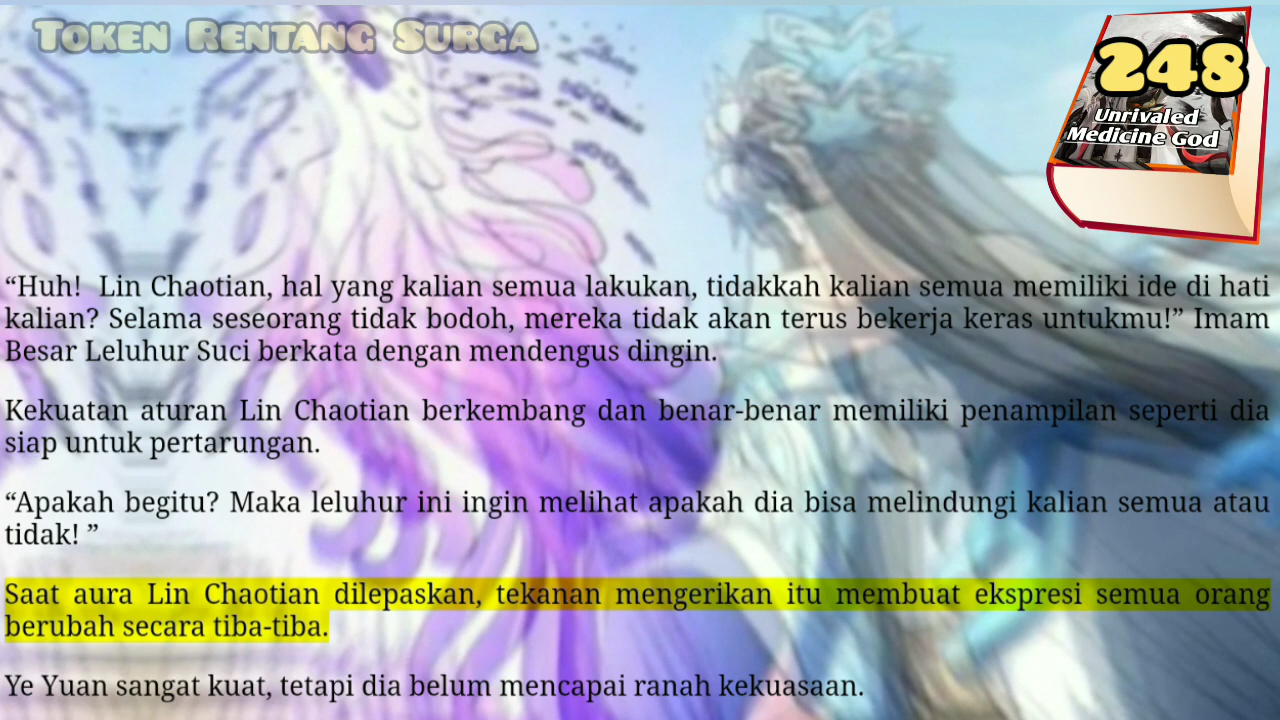 Token Rentang Surga
248
Unrivaled
Medicine God
“Huh!  Lin Chaotian, hal yang kalian semua lakukan, tidakkah kalian semua memiliki ide di hati
kalian? Selama seseorang tidak bodoh, mereka tidak akan terus bekerja keras untukmu!” Imam
Besar Leluhur Suci berkata dengan mendengus dingin.
Kekuatan aturan Lin Chaotian berkembang dan benar-benar memiliki penampilan seperti dia
siap untuk pertarungan.
“Apakah begitu? Maka leluhur ini ingin melihat apakah dia bisa melindungi kalian semua atau
tidak! ”
Saat aura Lin Chaotian dilepaskan, tekanan mengerikan itu membuat ekspresi semua orang
berubah secara tiba-tiba.
Ye Yuan sangat kuat, tetapi dia belum mencapai ranah kekuasaan.